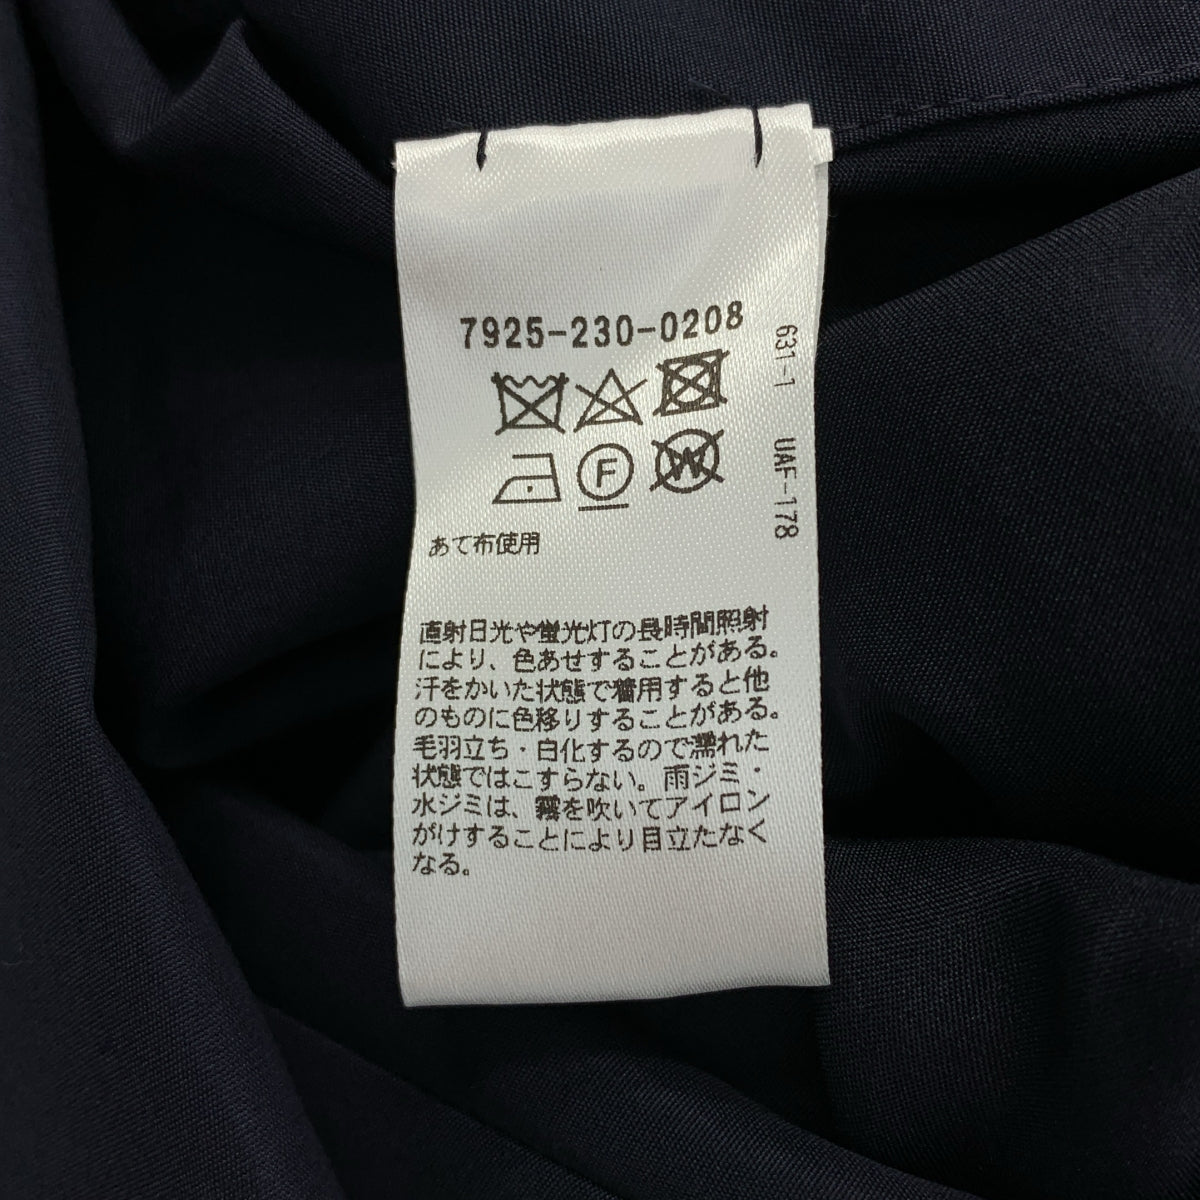 7925-230-0208
631-1 UAF-178
F
W
あて布使用
直射日光や蛍光灯の長時間照射
により、色あせすることがある。
汗をかいた状態で着用すると他
のものに色移りすることがある。
毛羽立ち・白化するので濡れた
状態ではこすらない。雨ジミ・
水ジミは、霧を吹いてアイロン
がけすることにより目立たなく
なる。